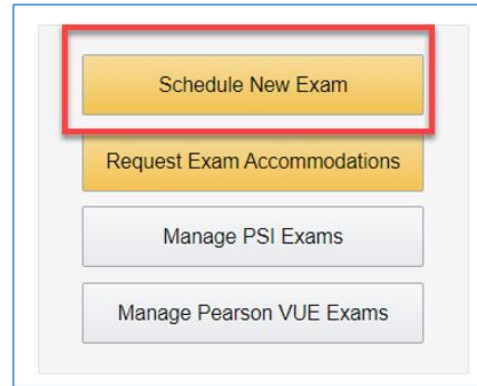 Schedule New Exam
Request Exam Accommodations
Manage PSI Exams
Manage Pearson VUE Exams